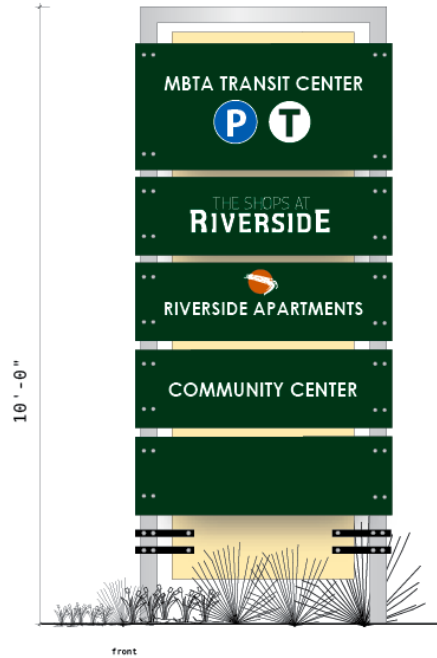 MBTA TRANSIT CENTER
P T
THE SHOPS AT
RIVERSIDE
RIVERSIDE APARTMENTS
COMMUNITY CENTER
10'-0"
front